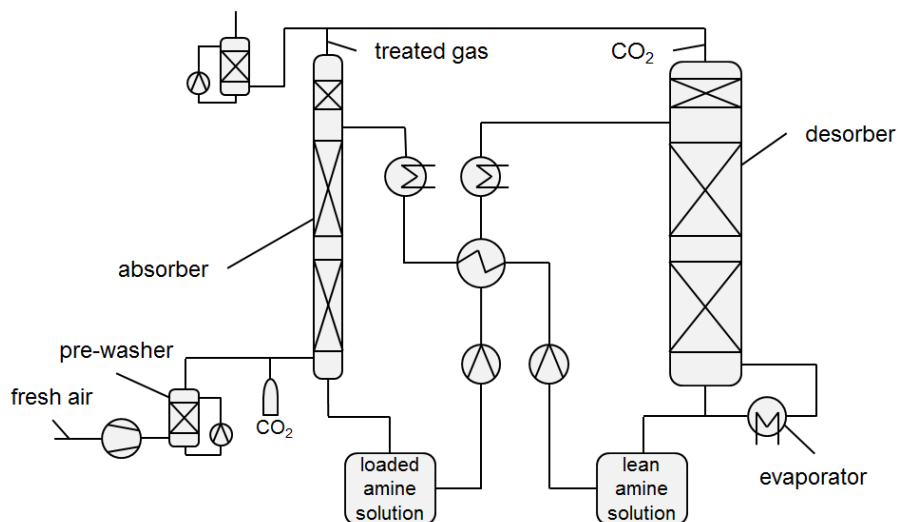 treated gas
CO₂
desorber
absorber
pre-washer
fresh air
CO₂
loaded
amine
solution
lean
amine
solution
evaporator